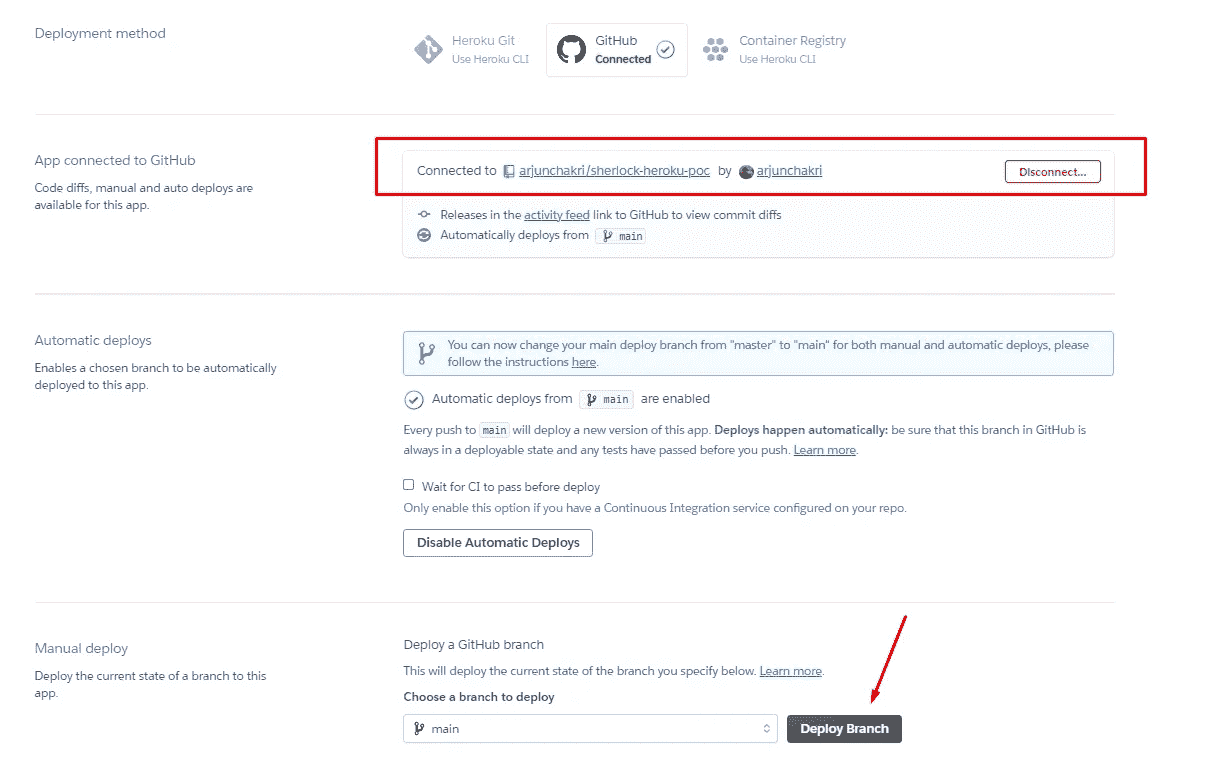 Deployment method
Heroku Git
Use Heroku CLI
GitHub
Connected
Container Registry
Use Heroku CLI
App connected to GitHub
Code diffs, manual and auto deploys are
available for this app.
Connected to arjunchakri/sherlock-heroku-poc by arjunchakri
Disconnect...
Releases in the activity feed link to GitHub to view commit diffs
Automatically deploys from main
Automatic deploys
Enables a chosen branch to be automatically
deployed to this app.
You can now change your main deploy branch from "master" to "main" for both manual and automatic deploys, please
follow the instructions here.
Automatic deploys from main are enabled
Every push to main will deploy a new version of this app. Deploys happen automatically: be sure that this branch in GitHub is
always in a deployable state and any tests have passed before you push. Learn more.
Wait for CI to pass before deploy
Only enable this option if you have a Continuous Integration service configured on your repo.
Disable Automatic Deploys
Manual deploy
Deploy the current state of a branch to this
app.
Deploy a GitHub branch
This will deploy the current state of the branch you specify below. Learn more.
Choose a branch to deploy
main
Deploy Branch